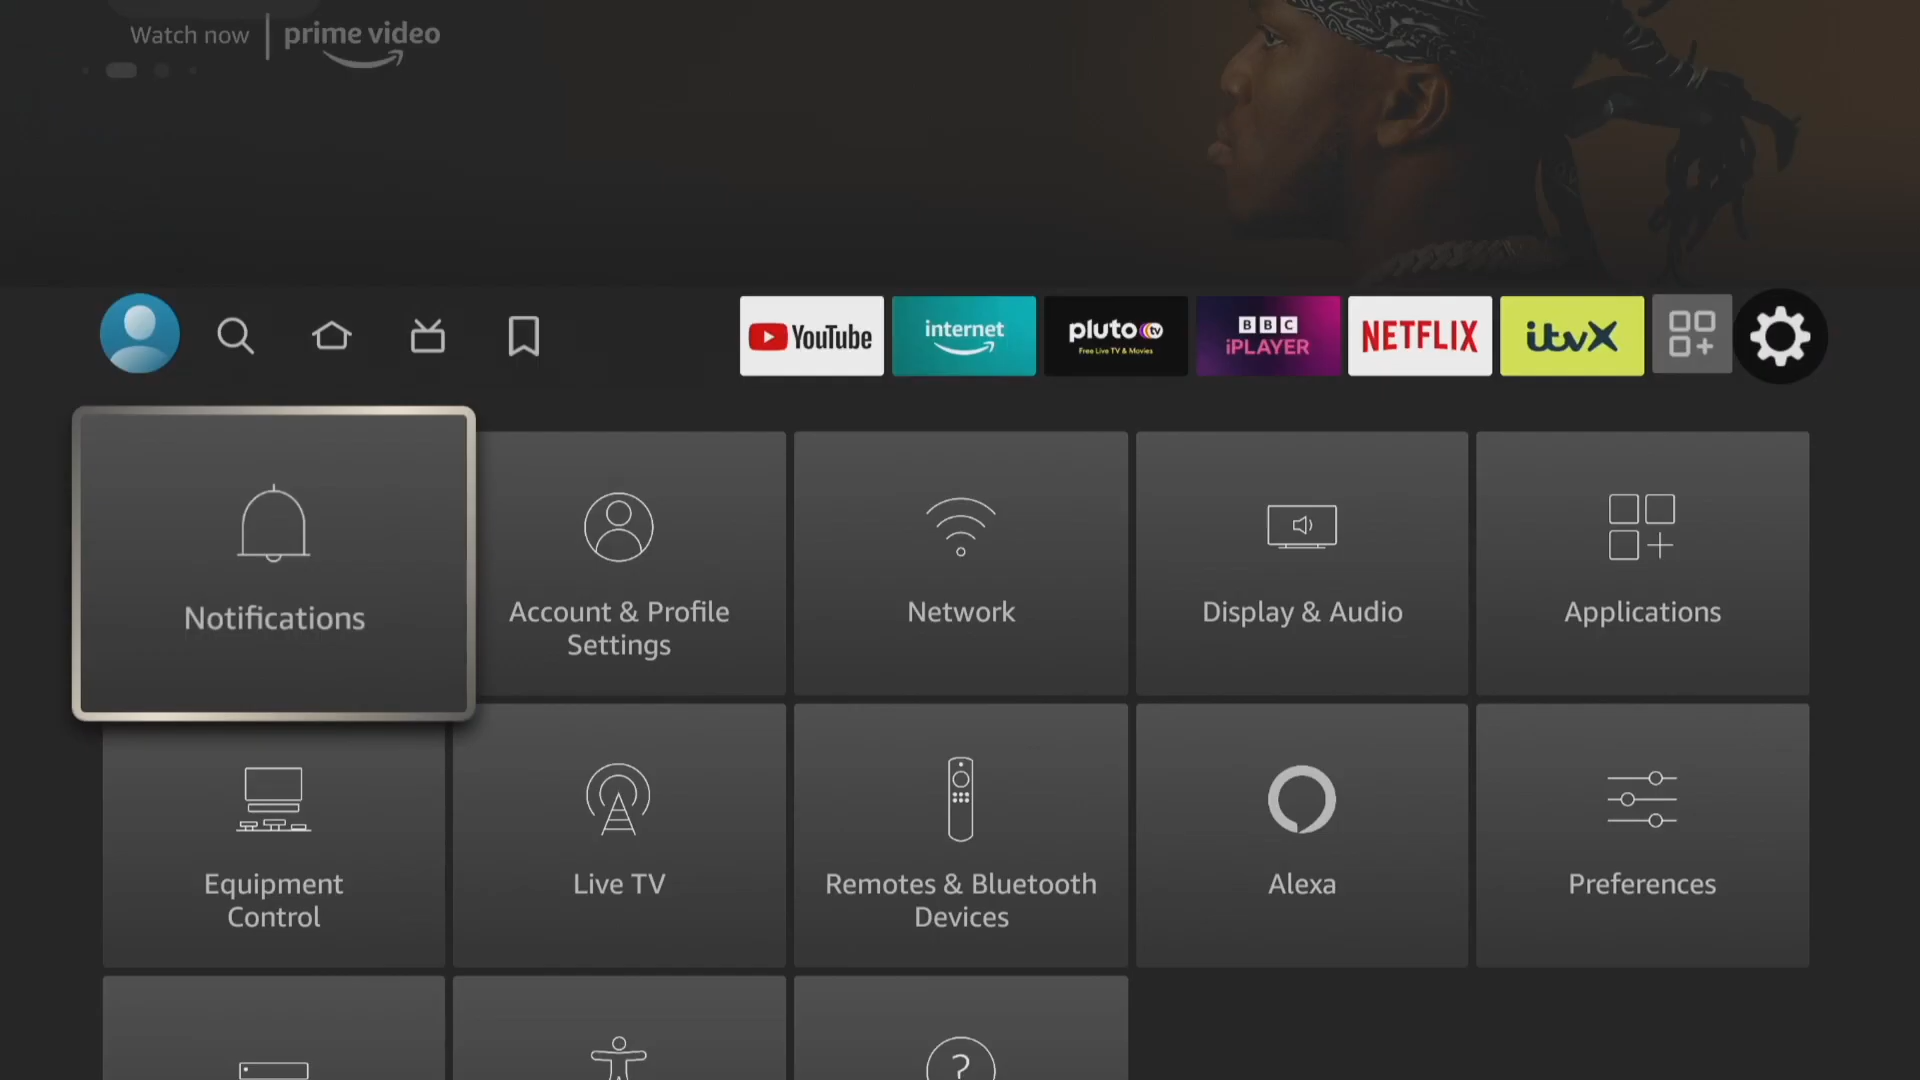 Watch now
prime video
YouTube
internet
pluto tv
Free Live TV & Movies
BBC
iPLAYER
NETFLIX
itvX
Notifications
Account & Profile
Settings
Network
Display & Audio
Applications
Equipment
Control
Live TV
Remotes & Bluetooth
Devices
Alexa
Preferences
?